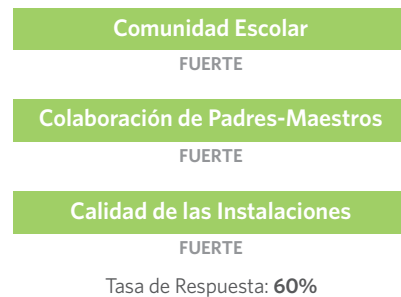 Comunidad Escolar
FUERTE
Colaboración de Padres-Maestros
FUERTE
Calidad de las Instalaciones
FUERTE
Tasa de Respuesta: 60%